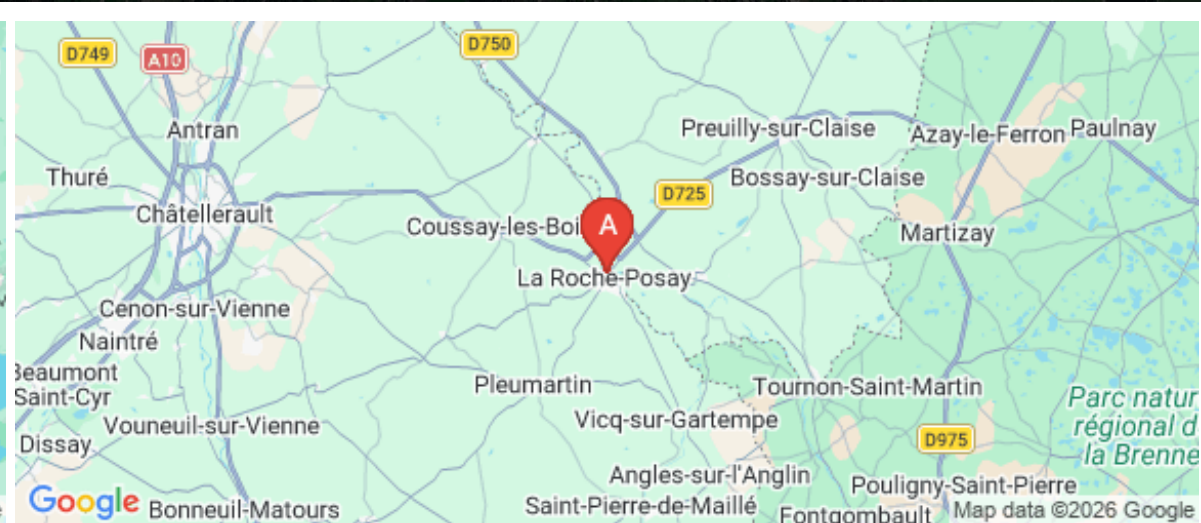 D749
A10
D750
Antran
Preuilly-sur-Claise
Azay-le-Ferron
Paulnay
Thuré
D725
Bossay-sur-Claise
Châtellerault
Coussay-les-Boi
A
Martizay
La Roche-Posay
Cenon-sur-Vienne
Naintré
Beaumont
Saint-Cyr
Pleumartin
Tournon-Saint-Martin
Parc natur
régional d
la Brenne
Vouneuil-sur-Vienne
Vicq-sur-Gartempe
Dissay
D975
Angles-sur-l'Anglin
Pouligny-Saint-Pierre
Google
Bonneuil-Matours
Saint-Pierre-de-Maillé
Fontgombault
Map data ©2026 Google